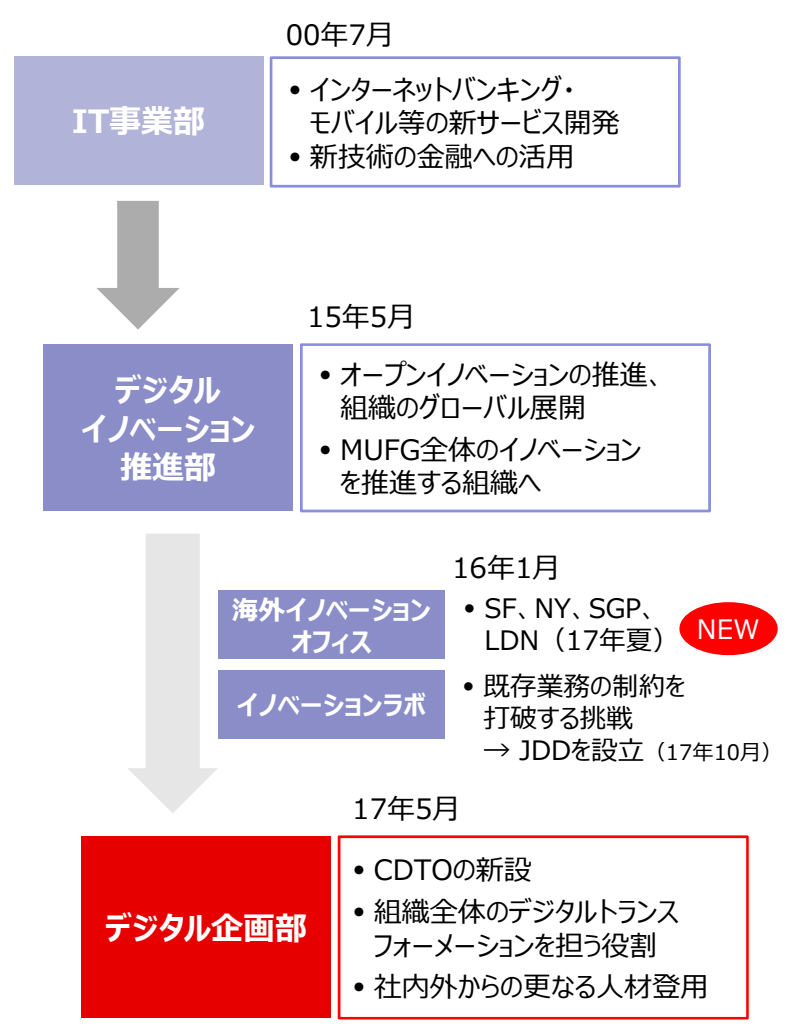 00年7月
IT事業部
• インターネットバンキング・
モバイル等の新サービス開発
• 新技術の金融への活用
15年5月
デジタル
イノベーション
推進部
• オープンイノベーションの推進、
組織のグローバル展開
• MUFG全体のイノベーション
を推進する組織へ
16年1月
海外イノベーション
オフィス
• SF、NY、SGP、
LDN（17年夏）
NEW
イノベーションラボ
• 既存業務の制約を
打破する挑戦
→ JDDを設立（17年10月）
17年5月
デジタル企画部
• CDTOの新設
• 組織全体のデジタルトランス
フォーメーションを担う役割
• 社内外からの更なる人材登用